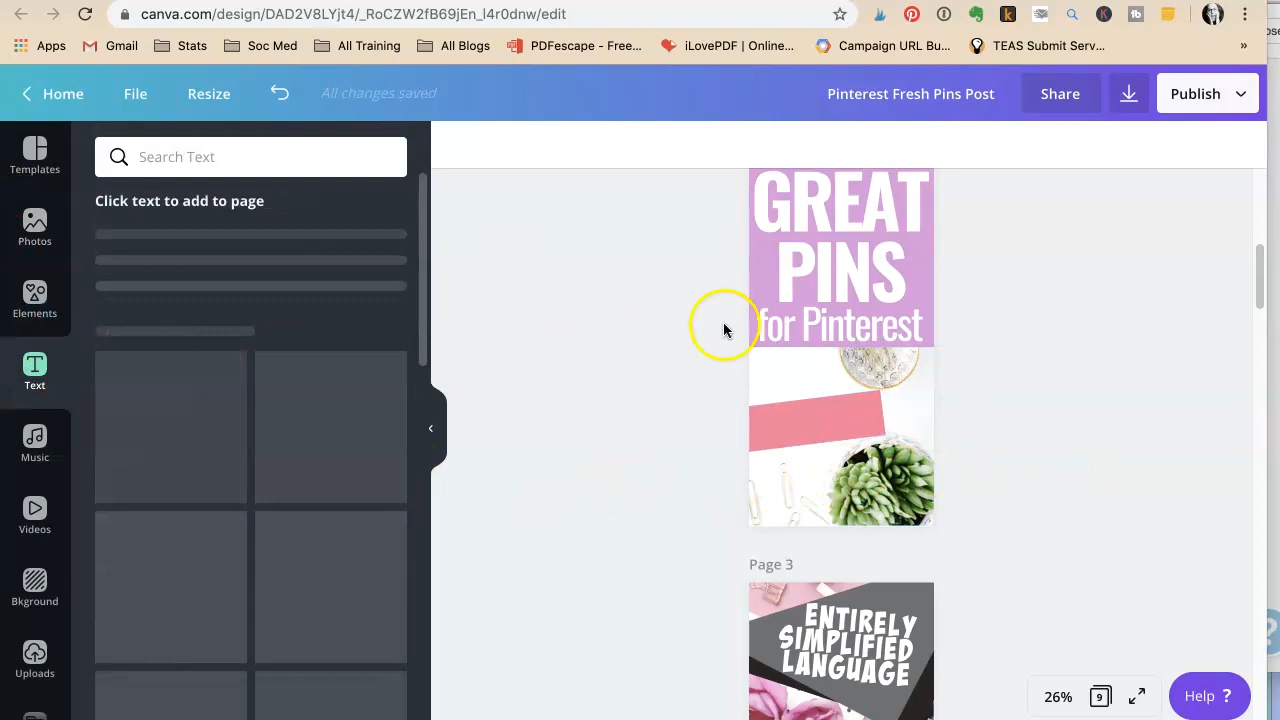 canva.com/design/DAD2V8LYjt4/_RoCZW2fB69jEn_l4r0dnw/edit
Apps Gmail Stats Soc Med All Training All Blogs PDFescape - Free... iLovePDF | Online... Campaign URL Bu... TEAS Submit Serv... »
Home File Resize All changes saved Pinterest Fresh Pins Post Share Publish
Templates
Photos
Elements
Text
Music
Videos
Bkground
Uploads
Search Text
Click text to add to page
GREAT
PINS
for Pinterest
Page 3
ENTIRELY
SIMPLIFIED
LANGUAGE
26% 9 Help ?